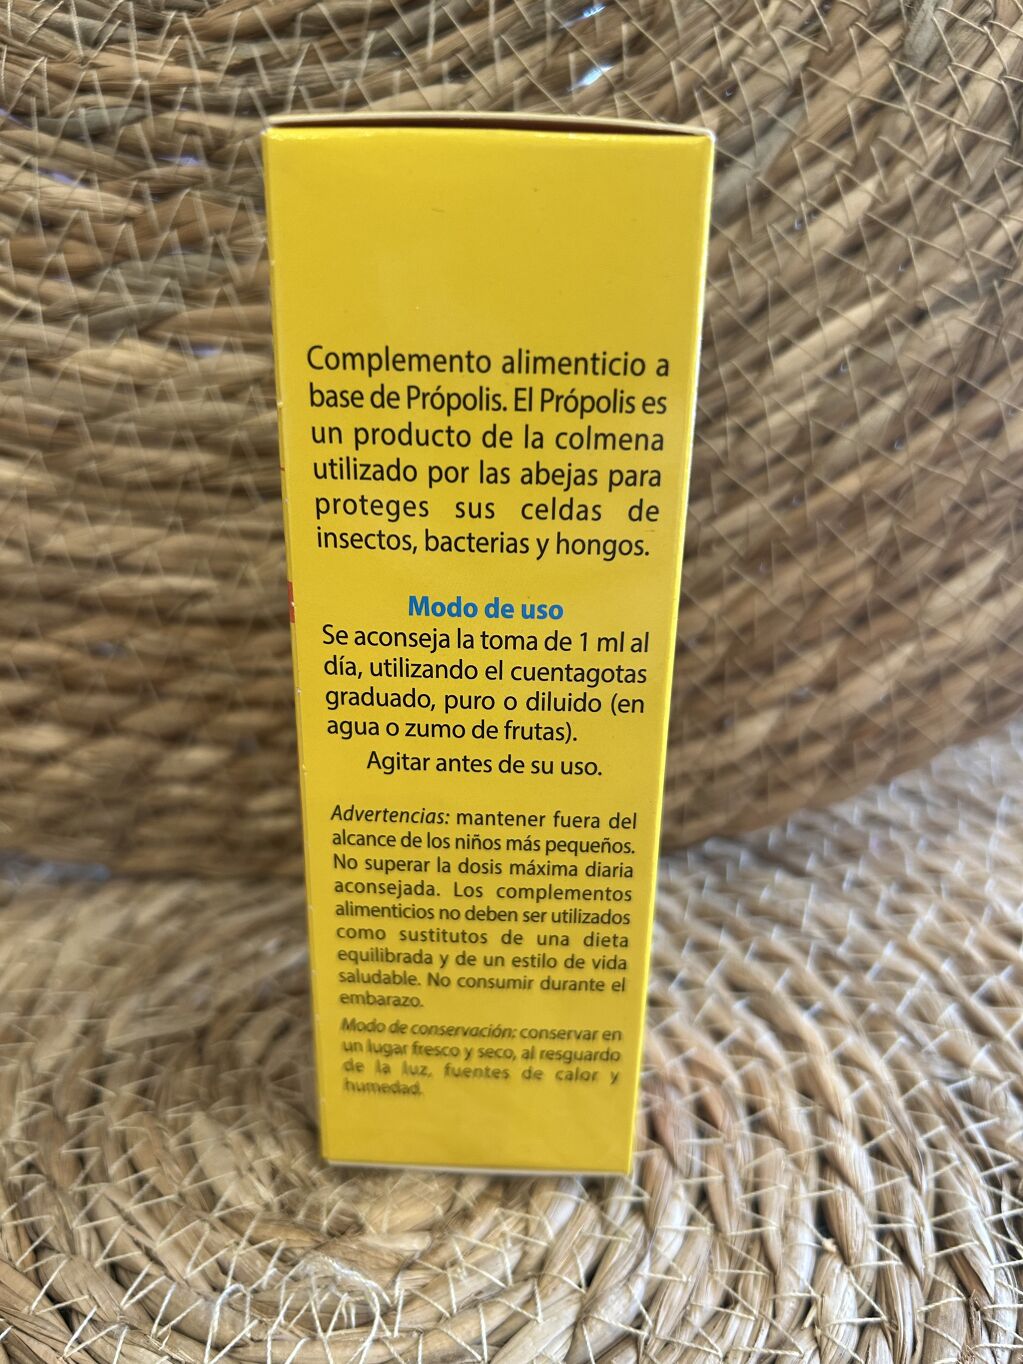 Complemento alimenticio a
base de Própolis. El Própolis es
un producto de la colmena
utilizado por las abejas para
proteges sus celdas de
insectos, bacterias y hongos.
Modo de uso
Se aconseja la toma de 1 ml al
día, utilizando el cuentagotas
graduado, puro o diluido (en
agua o zumo de frutas).
Agitar antes de su uso.
Advertencias: mantener fuera del
alcance de los niños más pequeños.
No superar la dosis máxima diaria
aconsejada. Los complementos
alimenticios no deben ser utilizados
como sustitutos de una dieta
equilibrada y de un estilo de vida
saludable. No consumir durante el
embarazo.
Modo de conservación: conservar en
un lugar fresco y seco, al resguardo
de la luz, fuentes de calor y
humedad.